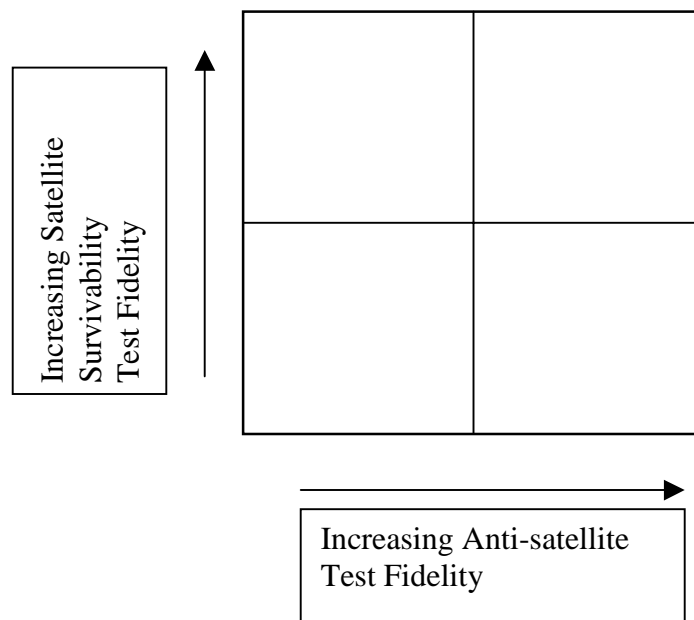 Increasing Satellite
Survivability
Test Fidelity
Increasing Anti-satellite
Test Fidelity